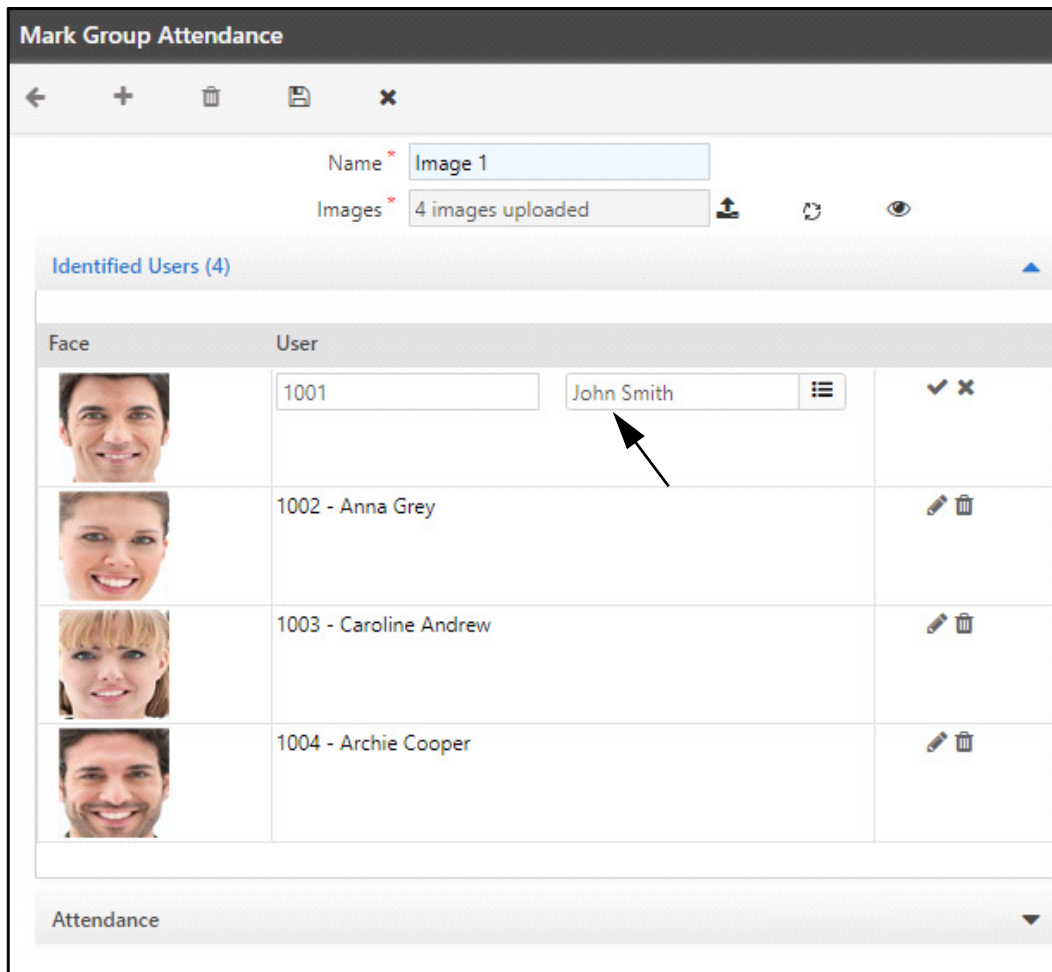 Mark Group Attendance
Name *
Image 1
Images *
4 images uploaded
Identified Users (4)
Face User
1001 John Smith
1002 - Anna Grey
1003 - Caroline Andrew
1004 - Archie Cooper
Attendance